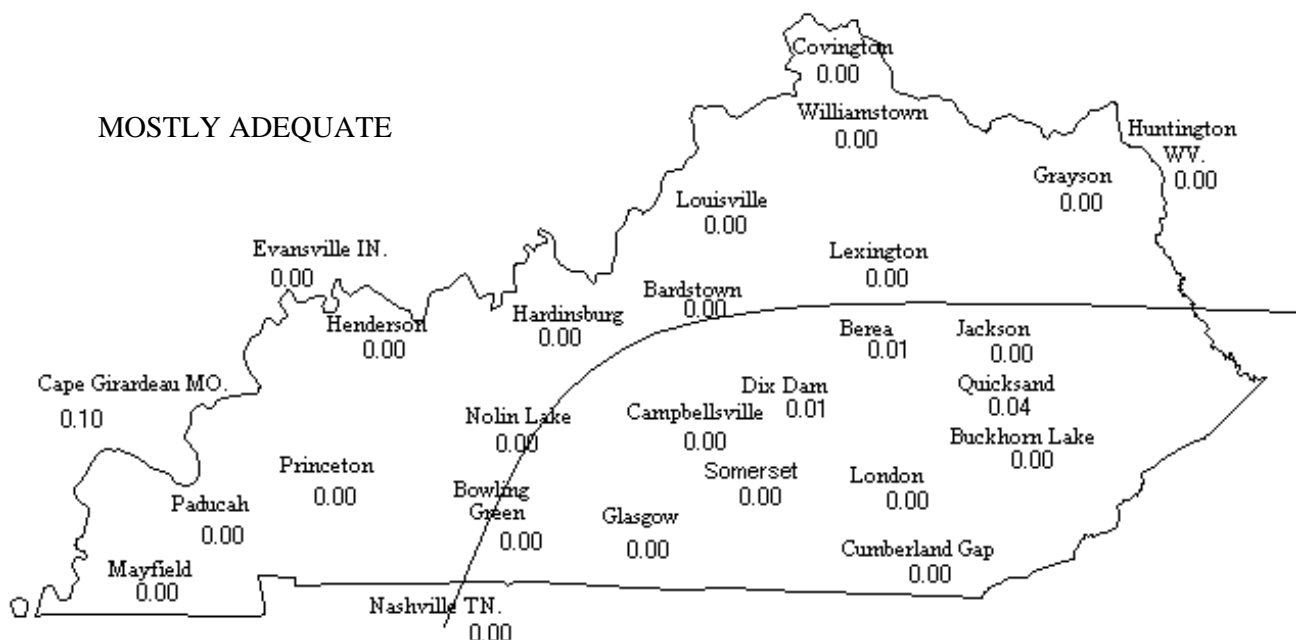 Covington
0.00
MOSTLY ADEQUATE
Williamstown
0.00
Huntington
WV.
0.00
Grayson
0.00
Louisville
0.00
Evansville IN.
0.00
Lexington
0.00
Bardstown
0.00
Henderson
0.00
Hardinsburg
0.00
Berea
0.01
Jackson
0.00
Cape Girardeau MO.
0.10
Dix Dam
0.01
Quicksand
0.04
Nolin Lake
0.00
Campbellsville
0.00
Buckhorn Lake
0.00
Princeton
0.00
Somerset
0.00
London
0.00
Paducah
0.00
Bowling
Green
0.00
Glasgow
0.00
Cumberland Gap
0.00
Mayfield
0.00
Nashville TN.
0.00